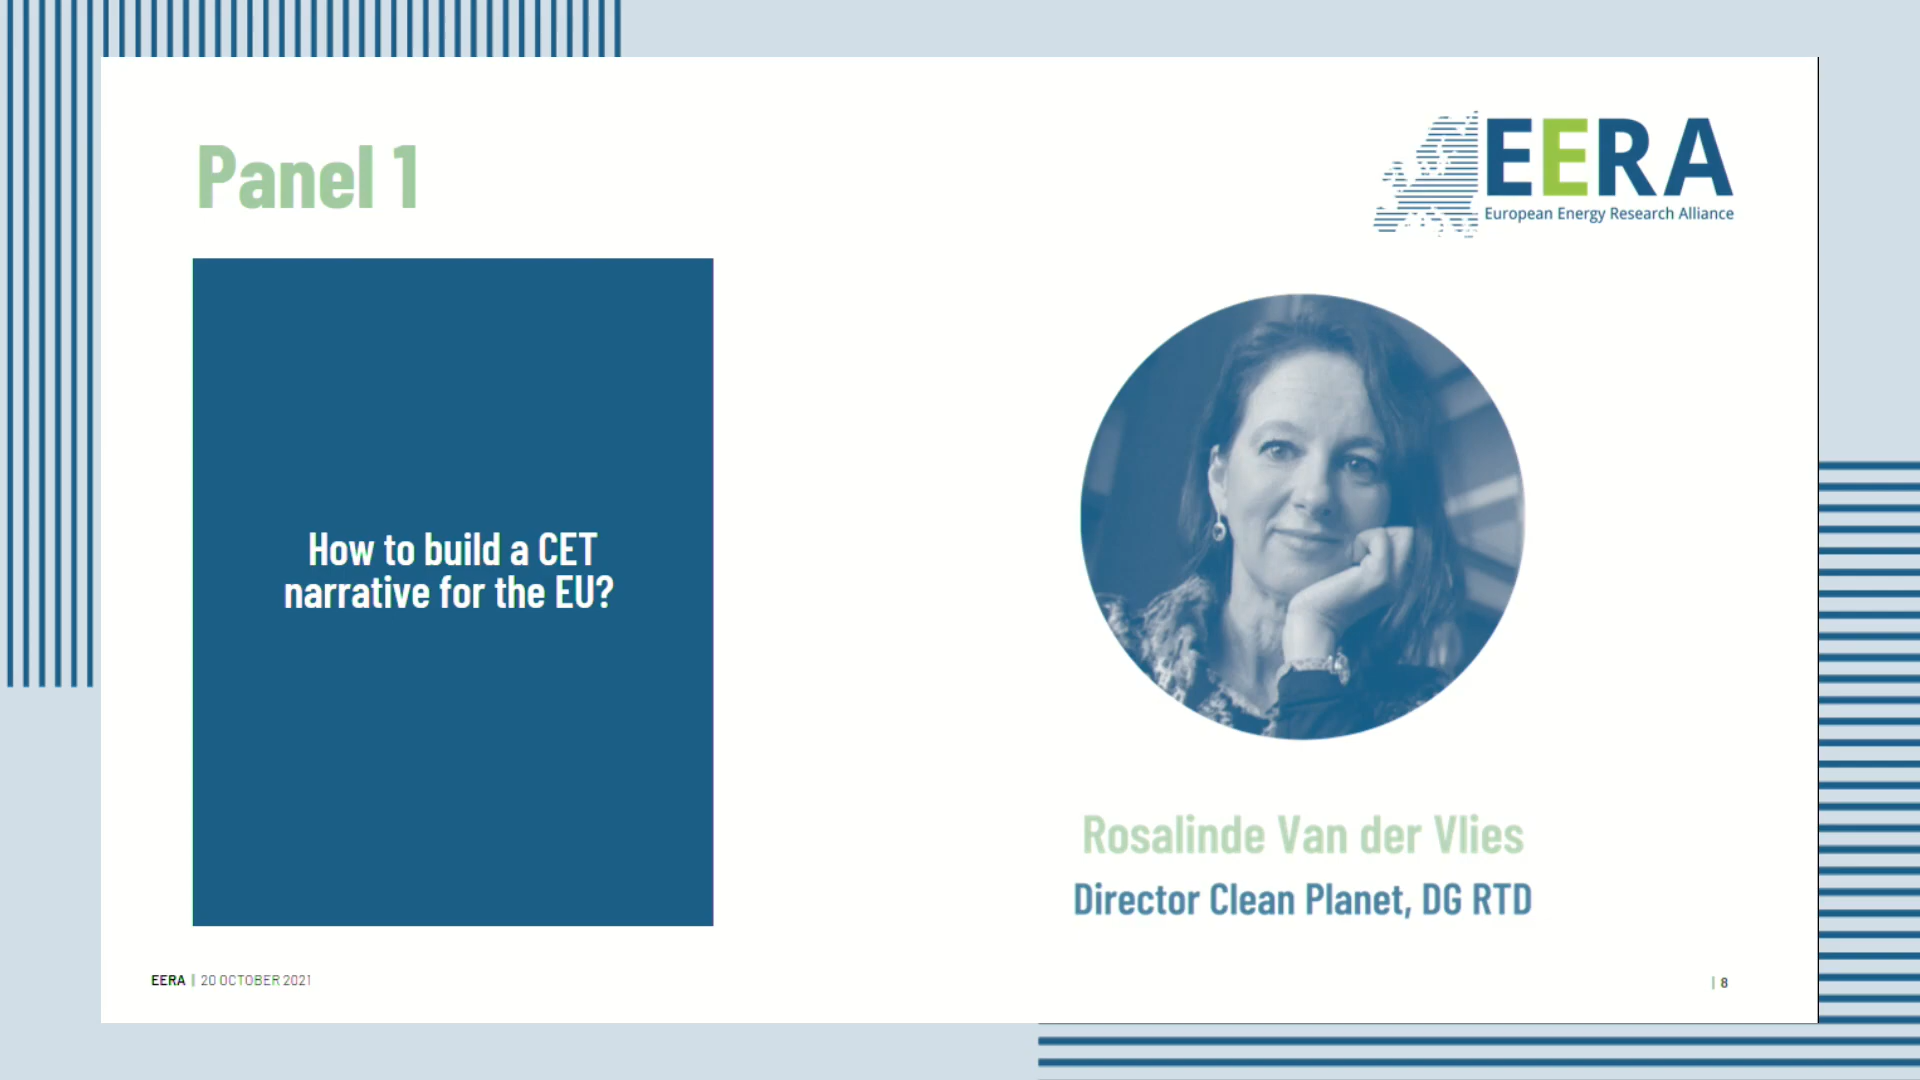 Panel 1
EERA
European Energy Research Alliance
How to build a CET
narrative for the EU?
Rosalinde Van der Vlies
Director Clean Planet, DG RTD
EERA | 20 OCTOBER 2021
| 8